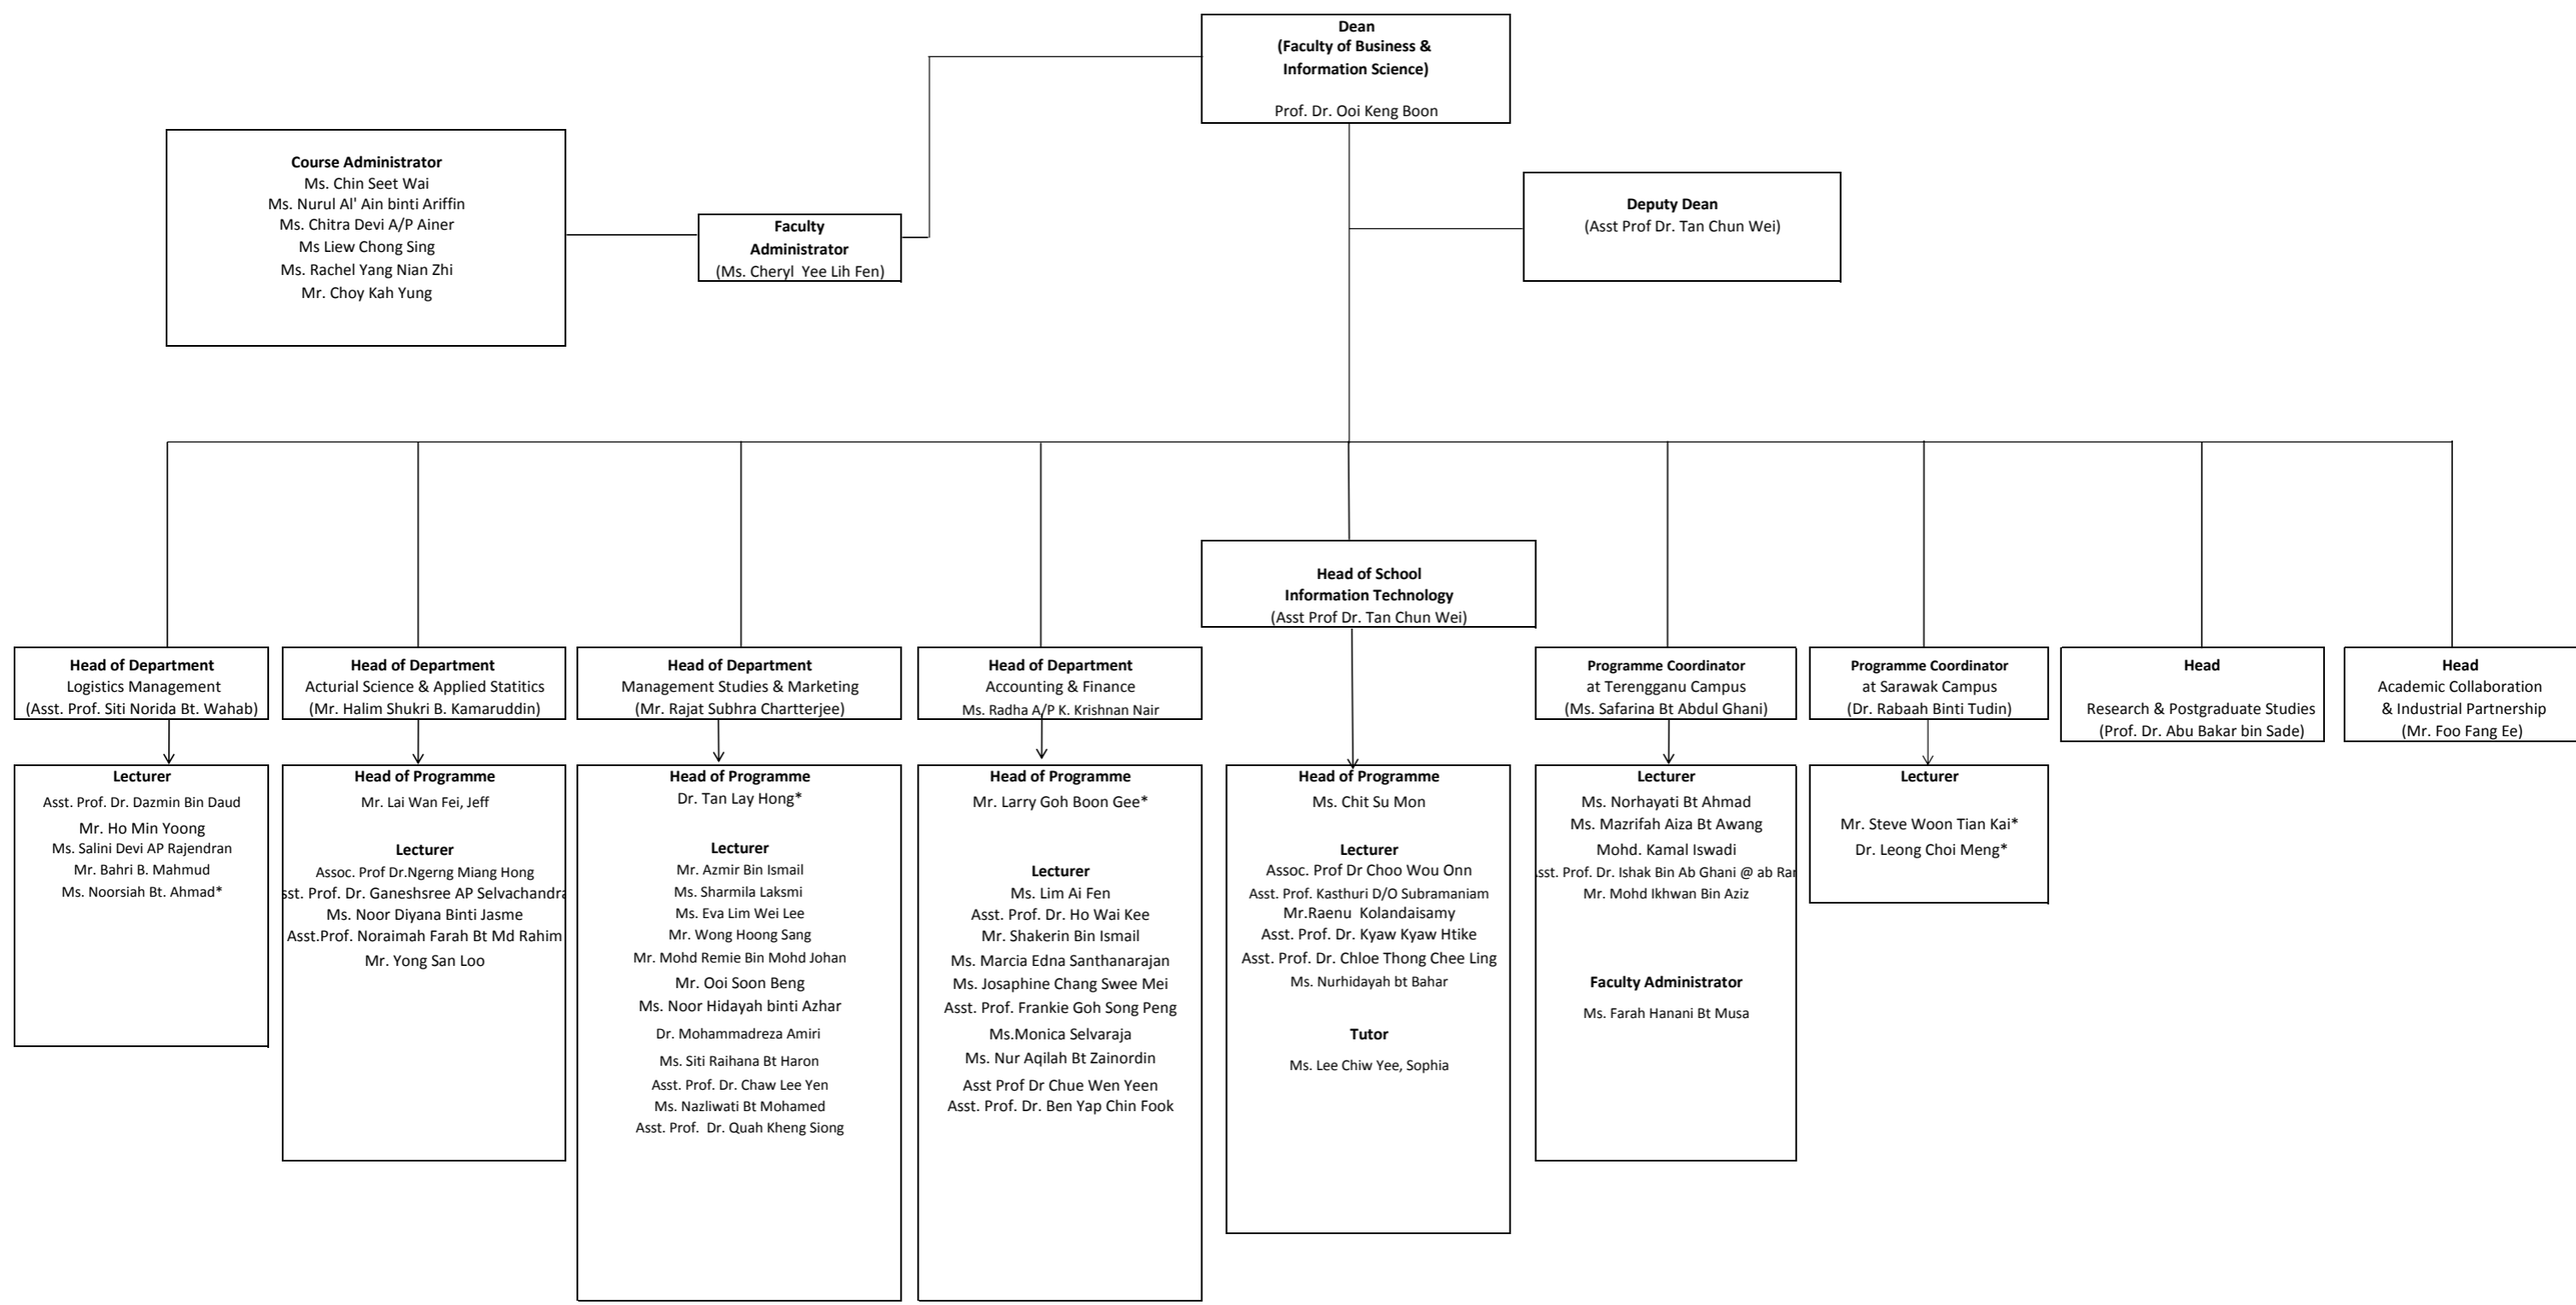 Dean
(Faculty of Business &
Information Science)
Prof. Dr. Ooi Keng Boon
Course Administrator
Ms. Chin Seet Wai
Ms. Nurul Al' Ain binti Ariffin
Ms. Chitra Devi A/P Ainer
Ms Liew Chong Sing
Ms. Rachel Yang Nian Zhi
Mr. Choy Kah Yung
Faculty
Administrator
(Ms. Cheryl  Yee Lih Fen)
Deputy Dean
(Asst Prof Dr. Tan Chun Wei)
Head of School
Information Technology
(Asst Prof Dr. Tan Chun Wei)
Head of Department
Logistics Management
(Asst. Prof. Siti Norida Bt. Wahab)
Head of Department
Acturial Science & Applied Statitics
(Mr. Halim Shukri B. Kamaruddin)
Head of Department
Management Studies & Marketing
(Mr. Rajat Subhra Chartterjee)
Head of Department
Accounting & Finance
Ms. Radha A/P K. Krishnan Nair
Programme Coordinator
at Terengganu Campus
(Ms. Safarina Bt Abdul Ghani)
Programme Coordinator
at Sarawak Campus
(Dr. Rabaah Binti Tudin)
Head
Research & Postgraduate Studies
(Prof. Dr. Abu Bakar bin Sade)
Head
Academic Collaboration
& Industrial Partnership
(Mr. Foo Fang Ee)
Lecturer
Asst. Prof. Dr. Dazmin Bin Daud
Mr. Ho Min Yoong
Ms. Salini Devi AP Rajendran
Mr. Bahri B. Mahmud
Ms. Noorsiah Bt. Ahmad*
Head of Programme
Mr. Lai Wan Fei, Jeff
Lecturer
Assoc. Prof Dr.Ngerng Miang Hong
sst. Prof. Dr. Ganeshsree AP Selvachandra
Ms. Noor Diyana Binti Jasme
Asst.Prof. Noraimah Farah Bt Md Rahim
Mr. Yong San Loo
Head of Programme
Dr. Tan Lay Hong*
Lecturer
Mr. Azmir Bin Ismail
Ms. Sharmila Laksmi
Ms. Eva Lim Wei Lee
Mr. Wong Hoong Sang
Mr. Mohd Remie Bin Mohd Johan
Mr. Ooi Soon Beng
Ms. Noor Hidayah binti Azhar
Dr. Mohammadreza Amiri
Ms. Siti Raihana Bt Haron
Asst. Prof. Dr. Chaw Lee Yen
Ms. Nazliwati Bt Mohamed
Asst. Prof.  Dr. Quah Kheng Siong
Head of Programme
Mr. Larry Goh Boon Gee*
Lecturer
Ms. Lim Ai Fen
Asst. Prof. Dr. Ho Wai Kee
Mr. Shakerin Bin Ismail
Ms. Marcia Edna Santhanarajan
Ms. Josaphine Chang Swee Mei
Asst. Prof. Frankie Goh Song Peng
Ms.Monica Selvaraja
Ms. Nur Aqilah Bt Zainordin
Asst Prof Dr Chue Wen Yeen
Asst. Prof. Dr. Ben Yap Chin Fook
Head of Programme
Ms. Chit Su Mon
Lecturer
Assoc. Prof Dr Choo Wou Onn
Asst. Prof. Kasthuri D/O Subramaniam
Mr.Raenu  Kolandaisamy
Asst. Prof. Dr. Kyaw Kyaw Htike
Asst. Prof. Dr. Chloe Thong Chee Ling
Ms. Nurhidayah bt Bahar
Tutor
Ms. Lee Chiw Yee, Sophia
Lecturer
Ms. Norhayati Bt Ahmad
Ms. Mazrifah Aiza Bt Awang
Mohd. Kamal Iswadi
sst. Prof. Dr. Ishak Bin Ab Ghani @ ab Ra
Mr. Mohd Ikhwan Bin Aziz
Faculty Administrator
Ms. Farah Hanani Bt Musa
Lecturer
Mr. Steve Woon Tian Kai*
Dr. Leong Choi Meng*